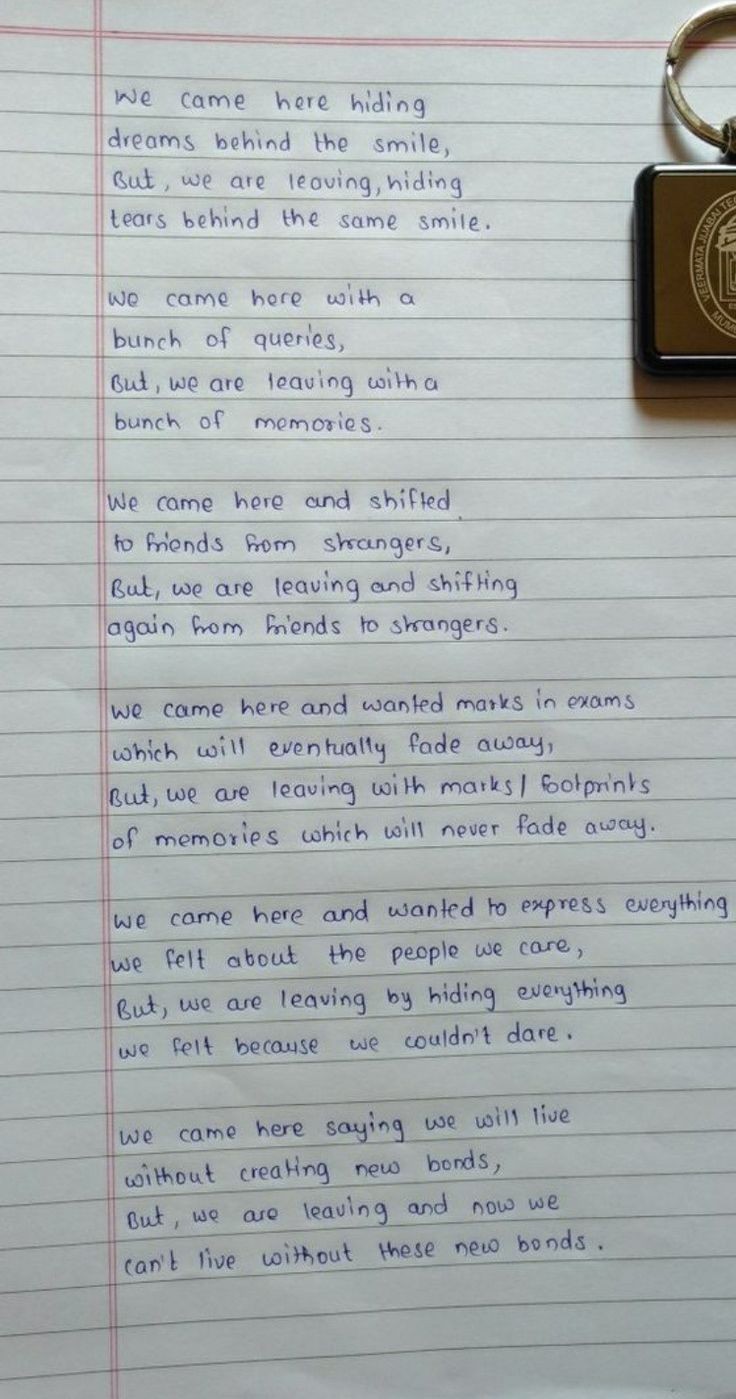 We came here hiding
dreams behind the smile,
But, we are leaving, hiding
tears behind the same smile.
We came here with a
bunch of queries,
But, we are leaving with a
bunch of memories.
We came here and shifted
to friends from strangers,
But, we are leaving and shifting
again from friends to strangers.
We came here and wanted marks in exams
which will eventually fade away,
But, we are leaving with marks/ footprints
of memories which will never fade away.
We came here and wanted to express everything
we felt about the people we care,
But, we are leaving by hiding everything
we felt because we couldn't dare.
We came here saying we will live
without creating new bonds,
But, we are leaving and now we
can't live without these new bonds.
VEERMATA JIJABAI